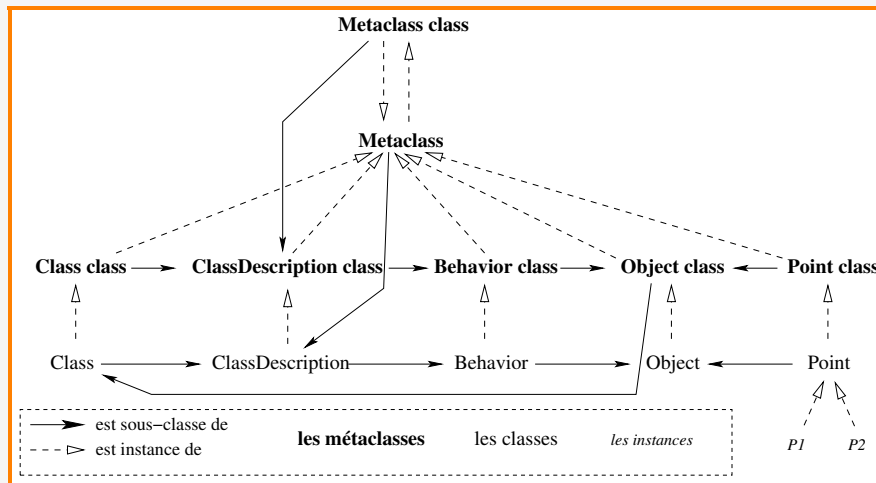 Metaclass class
Metaclass
Class class ClassDescription class Behavior class Object class Point class
Class ClassDescription Behavior Object Point
est sous−classe de
est instance de
les métaclasses les classes les instances
P1 P2